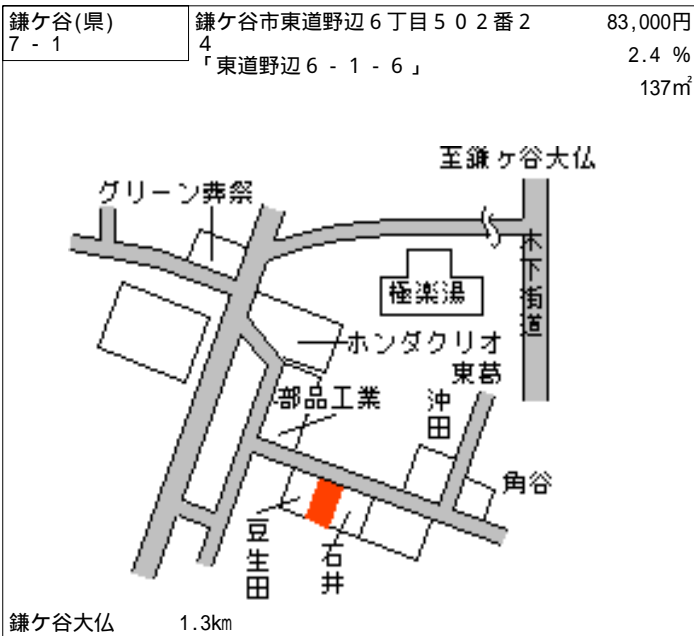 鎌ケ谷(県)
7 - 1
鎌ケ谷市東道野辺６丁目５０２番２
４
「東道野辺６‐１‐６」
83,000円
2.4 %
137㎡
至鎌ヶ谷大仏
グリーン葬祭
木下街道
極楽湯
ホンダクリオ
東葛
部品工業
沖田
角谷
豆生田
石井
鎌ケ谷大仏 1.3km